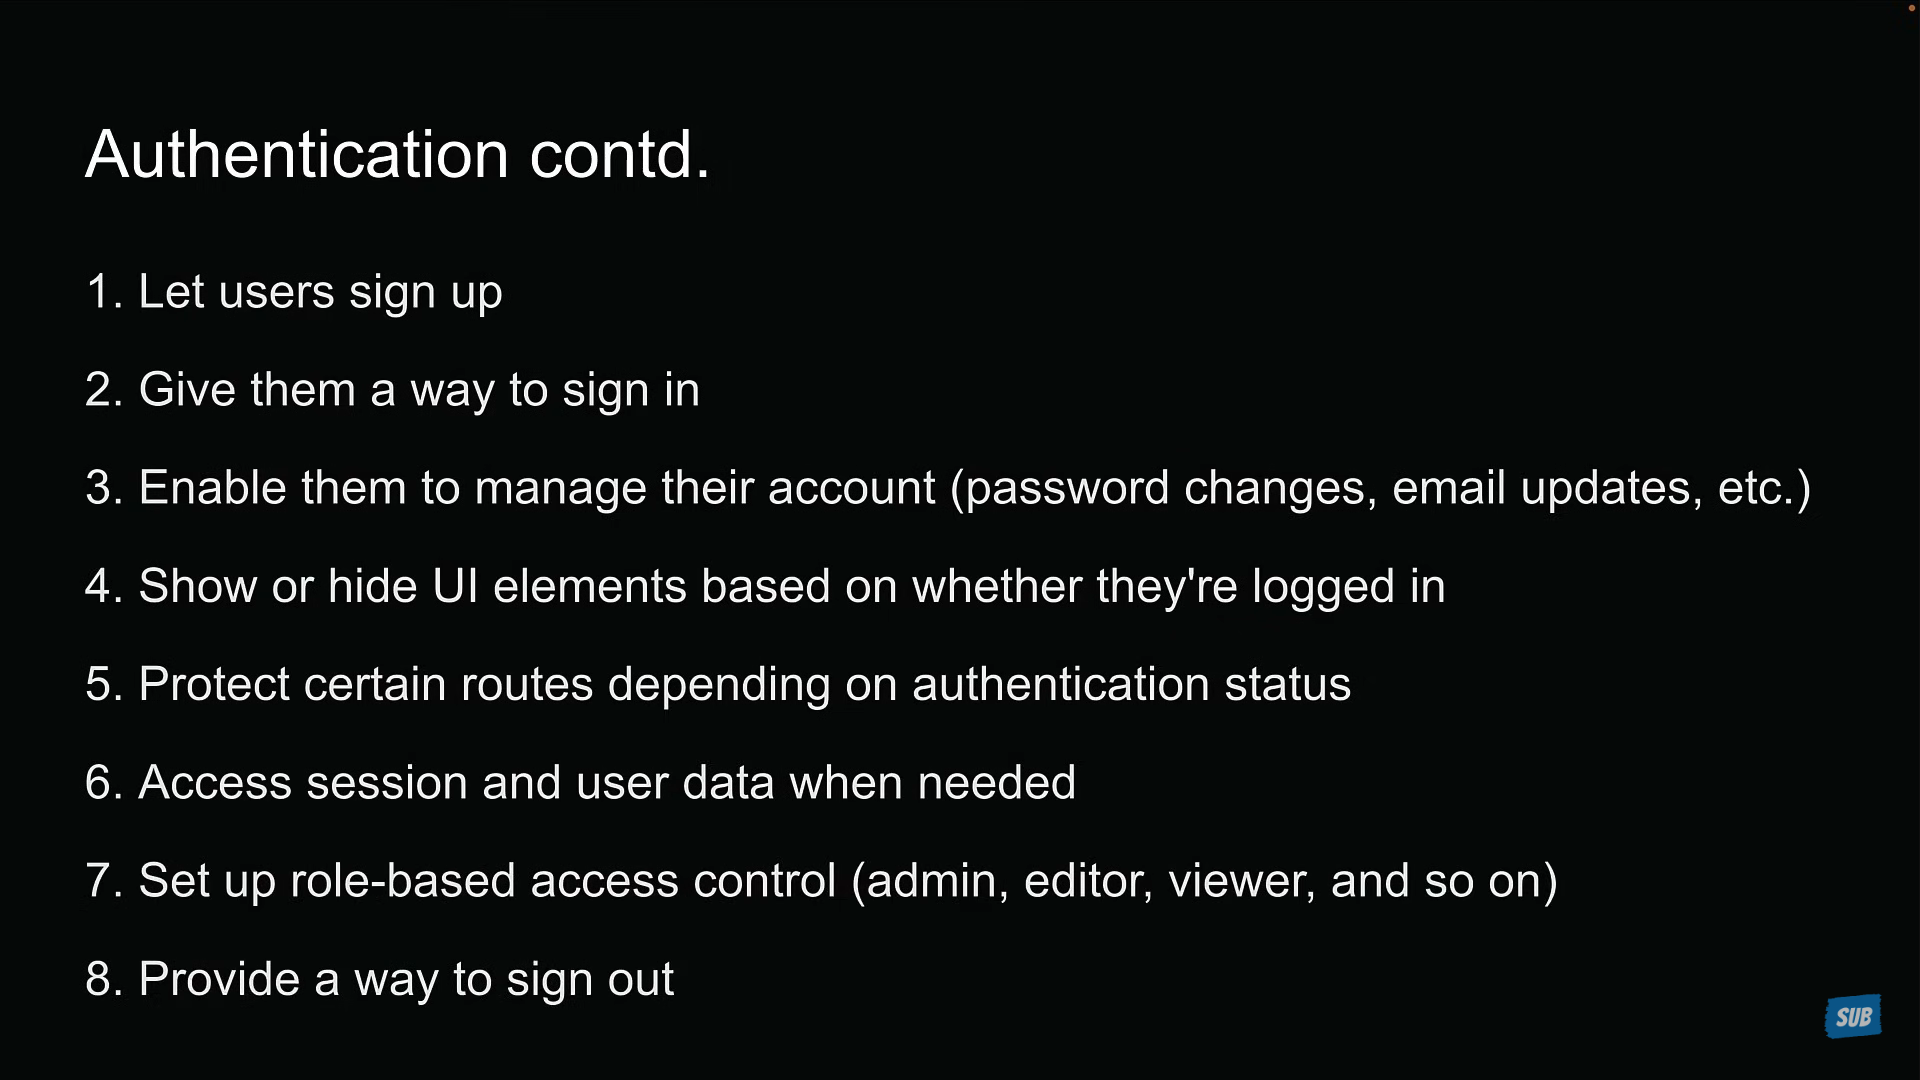 Authentication contd.
1. Let users sign up
2. Give them a way to sign in
3. Enable them to manage their account (password changes, email updates, etc.)
4. Show or hide UI elements based on whether they're logged in
5. Protect certain routes depending on authentication status
6. Access session and user data when needed
7. Set up role-based access control (admin, editor, viewer, and so on)
8. Provide a way to sign out
SUB